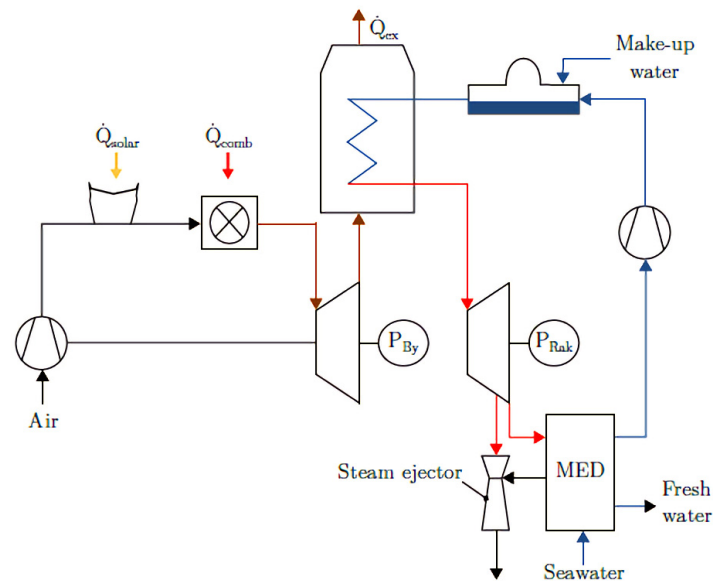 Q̇ex
Make-up
water
Q̇solar
Q̇comb
PBy
PRak
Air
Steam ejector
MED
Fresh
water
Seawater